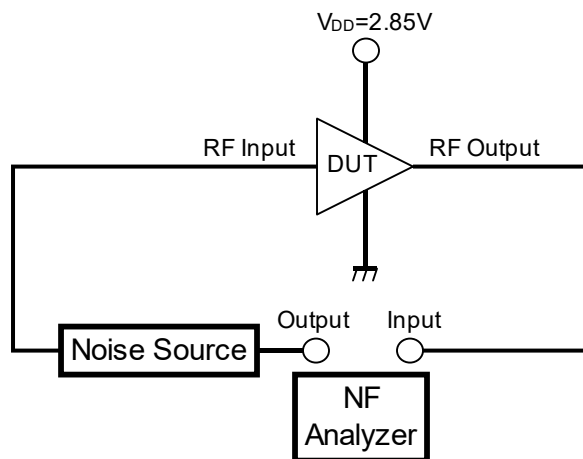 VDD=2.85V
RF Input
DUT
RF Output
Output
Input
Noise Source
NF
Analyzer